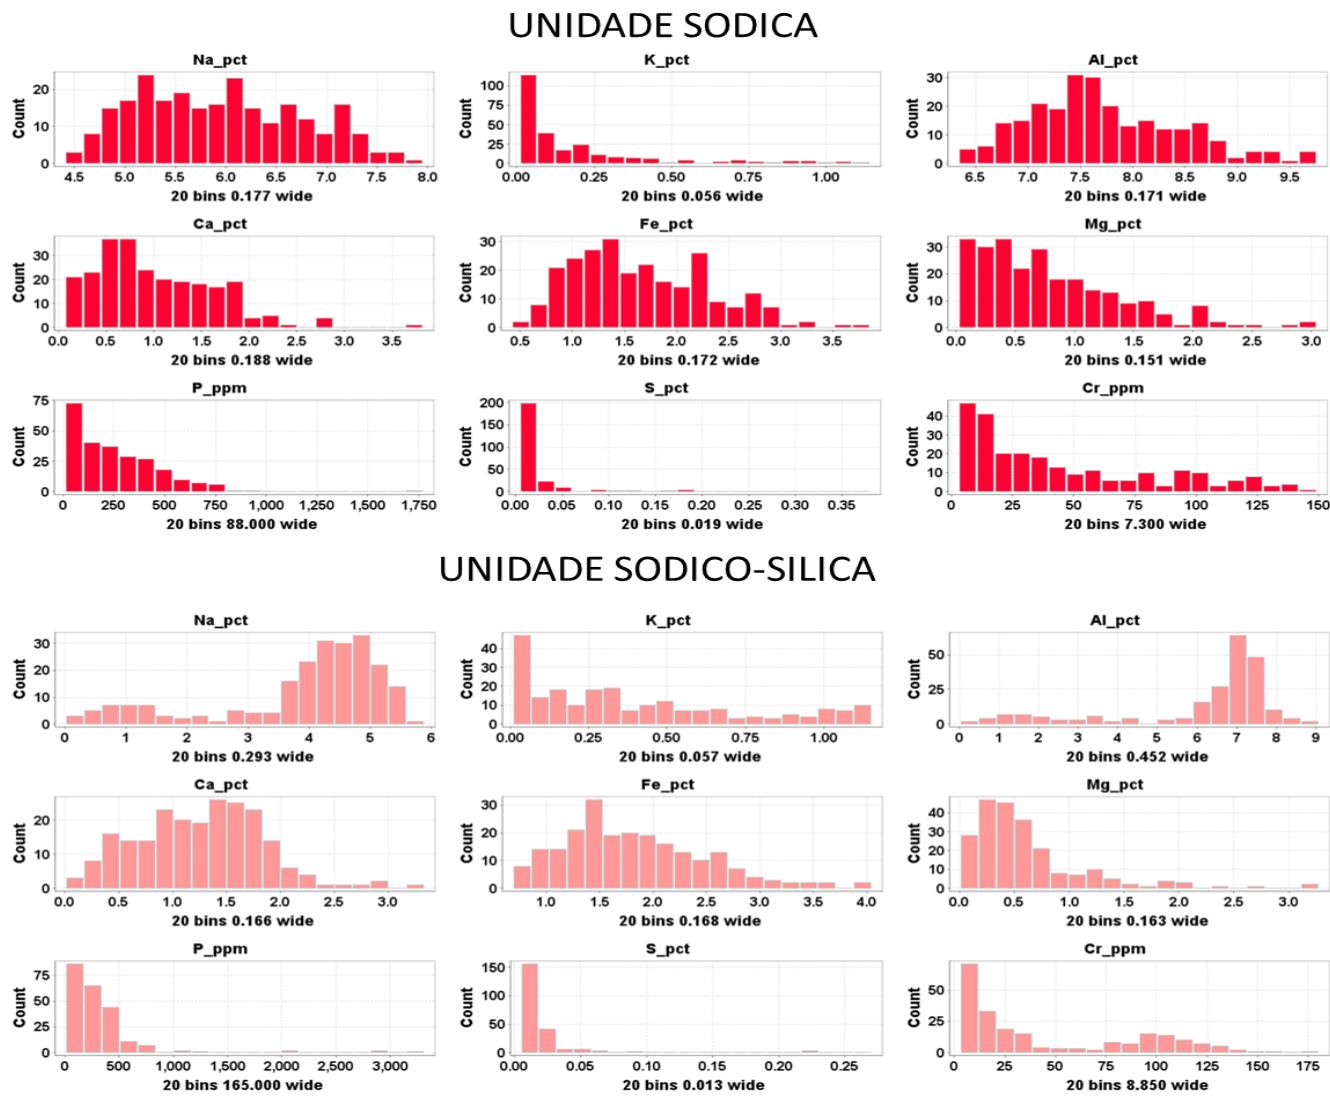 UNIDADE SODICA
Na_pct K_pct Al_pct
Count 20 10 0
4.5 5.0 5.5 6.0 6.5 7.0 7.5 8.0
20 bins 0.177 wide
Count 100 75 50 25 0
0.00 0.25 0.50 0.75 1.00
20 bins 0.056 wide
Count 30 20 10 0
6.5 7.0 7.5 8.0 8.5 9.0 9.5
20 bins 0.171 wide
Ca_pct Fe_pct Mg_pct
Count 30 20 10 0
0.0 0.5 1.0 1.5 2.0 2.5 3.0 3.5
20 bins 0.188 wide
Count 30 20 10 0
0.5 1.0 1.5 2.0 2.5 3.0 3.5
20 bins 0.172 wide
Count 30 20 10 0
0.0 0.5 1.0 1.5 2.0 2.5 3.0
20 bins 0.151 wide
P_ppm S_pct Cr_ppm
Count 75 50 25 0
0 250 500 750 1,000 1,250 1,500 1,750
20 bins 88.000 wide
Count 200 150 100 50 0
0.00 0.05 0.10 0.15 0.20 0.25 0.30 0.35
20 bins 0.019 wide
Count 40 30 20 10 0
25 50 75 100 125 150
20 bins 7.300 wide
UNIDADE SODICO-SILICA
Na_pct K_pct Al_pct
Count 30 20 10 0
0 1 2 3 4 5 6
20 bins 0.293 wide
Count 40 30 20 10 0
0.00 0.25 0.50 0.75 1.00
20 bins 0.057 wide
Count 50 25 0
0 1 2 3 4 5 6 7 8 9
20 bins 0.452 wide
Ca_pct Fe_pct Mg_pct
Count 20 10 0
0.0 0.5 1.0 1.5 2.0 2.5 3.0
20 bins 0.166 wide
Count 30 20 10 0
1.0 1.5 2.0 2.5 3.0 3.5 4.0
20 bins 0.168 wide
Count 40 30 20 10 0
0.0 0.5 1.0 1.5 2.0 2.5 3.0
20 bins 0.163 wide
P_ppm S_pct Cr_ppm
Count 75 50 25 0
0 500 1,000 1,500 2,000 2,500 3,000
20 bins 165.000 wide
Count 150 100 50 0
0.00 0.05 0.10 0.15 0.20 0.25
20 bins 0.013 wide
Count 50 25 0
0 25 50 75 100 125 150 175
20 bins 8.850 wide